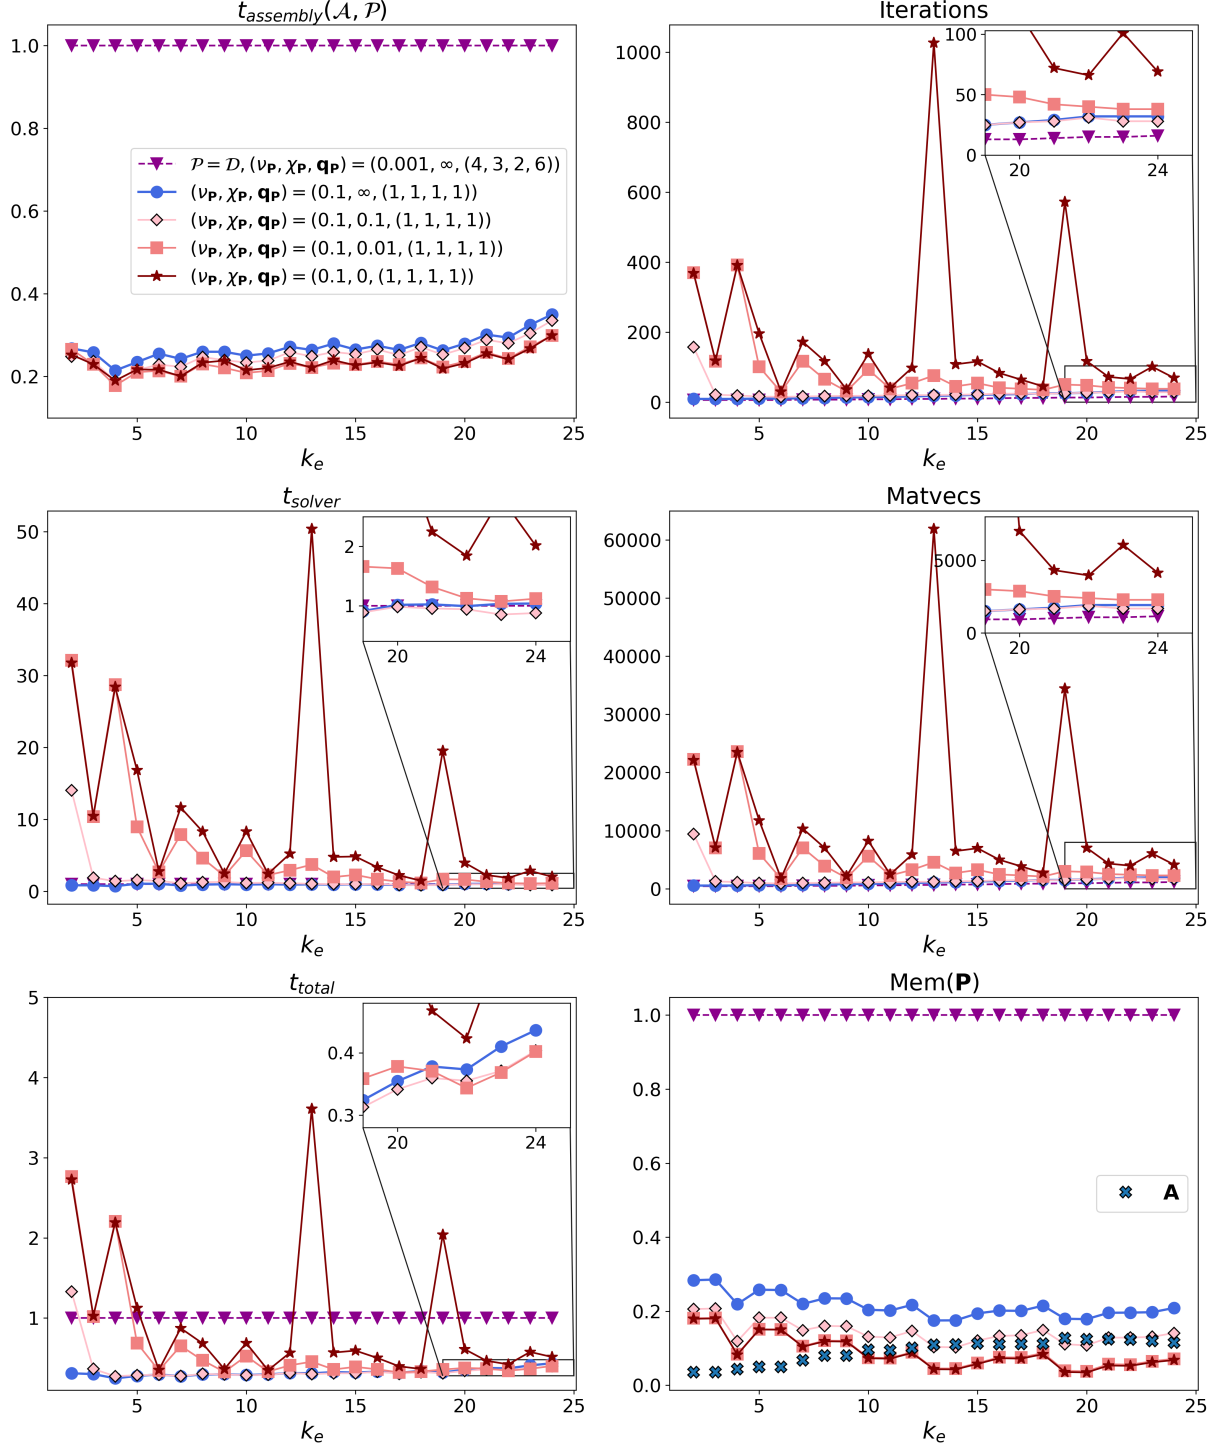 t_assembly(𝒜, 𝒫)
1.0
0.8
0.6
0.4
0.2
𝒫 = 𝒟, (ν_P, χ_P, q_P) = (0.001, ∞, (4, 3, 2, 6))
(ν_P, χ_P, q_P) = (0.1, ∞, (1, 1, 1, 1))
(ν_P, χ_P, q_P) = (0.1, 0.1, (1, 1, 1, 1))
(ν_P, χ_P, q_P) = (0.1, 0.01, (1, 1, 1, 1))
(ν_P, χ_P, q_P) = (0.1, 0, (1, 1, 1, 1))
5 10 15 20 25
k_e
Iterations
1000
800
600
400
200
0
100
50
0
20 24
5 10 15 20 25
k_e
t_solver
50
40
30
20
10
0
2
1
20 24
5 10 15 20 25
k_e
Matvecs
60000
50000
40000
30000
20000
10000
0
5000
0
20 24
5 10 15 20 25
k_e
t_total
5
4
3
2
1
0.4
0.3
20 24
5 10 15 20 25
k_e
Mem(P)
1.0
0.8
0.6
0.4
0.2
0.0
A
5 10 15 20 25
k_e